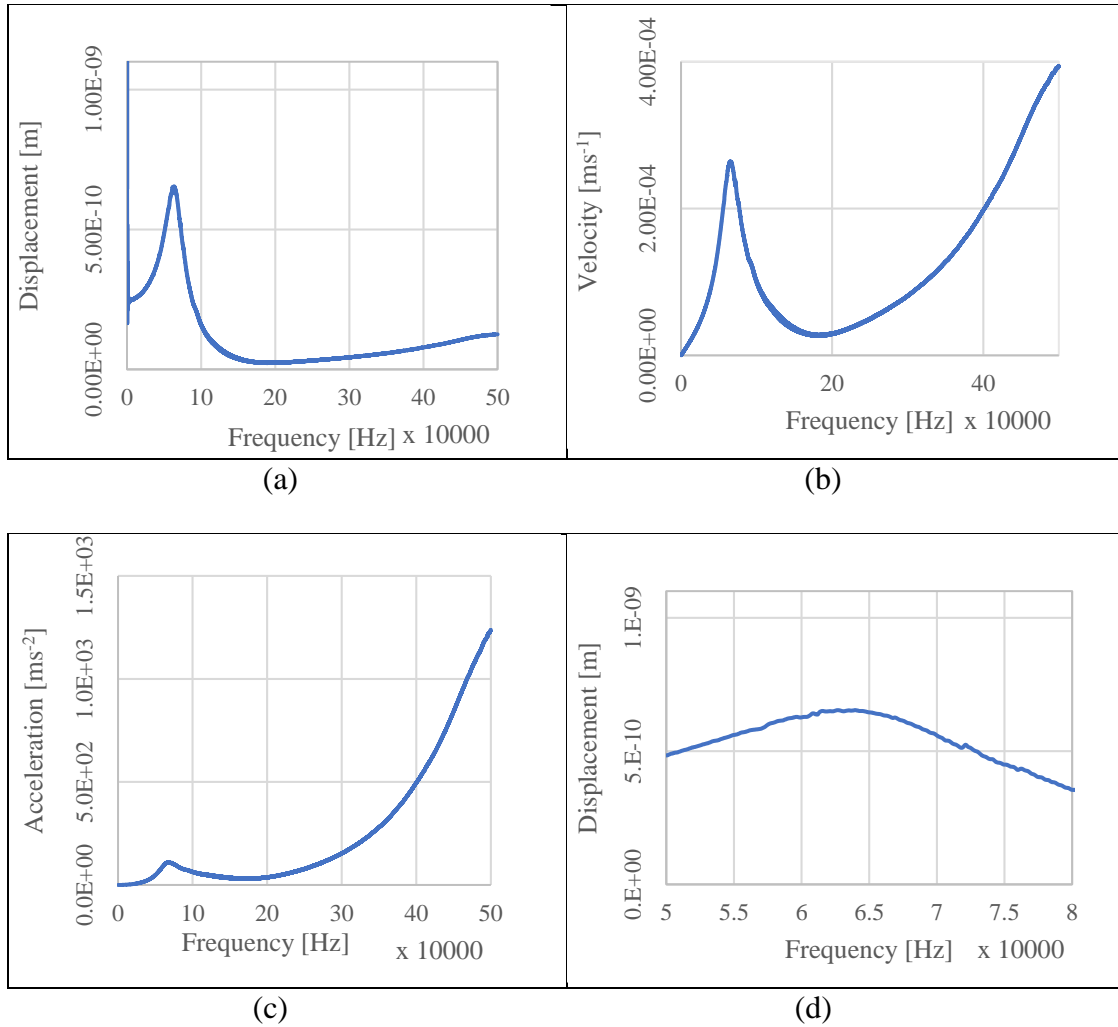 Displacement [m]
1.00E-09
5.00E-10
0.00E+00
0 10 20 30 40 50
Frequency [Hz] x 10000
(a)
Velocity [ms⁻¹]
4.00E-04
2.00E-04
0.00E+00
0 20 40
Frequency [Hz] x 10000
(b)
Acceleration [ms⁻²]
1.5E+03
1.0E+03
5.0E+02
0.0E+00
0 10 20 30 40 50
Frequency [Hz] x 10000
(c)
Displacement [m]
1.E-09
5.E-10
0.E+00
5 5.5 6 6.5 7 7.5 8
Frequency [Hz] x 10000
(d)